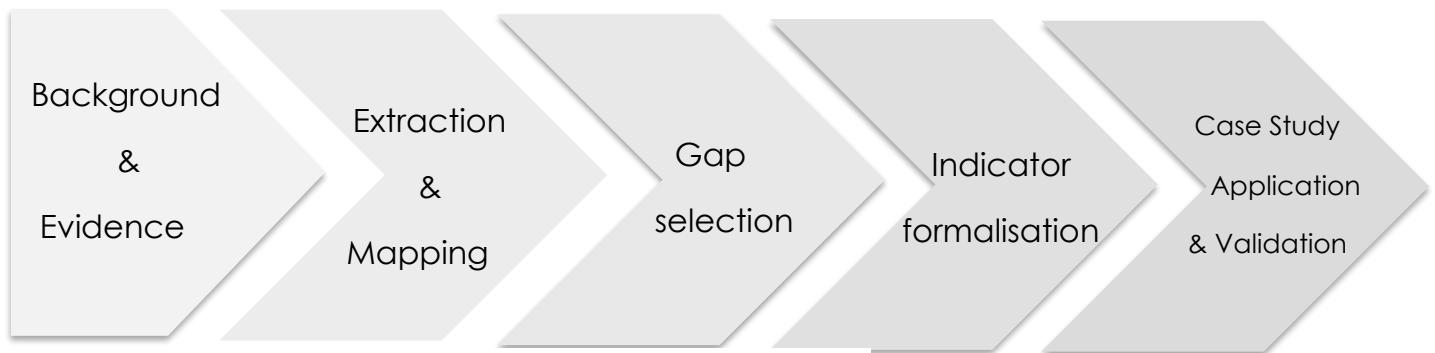 Background
&
Evidence
Extraction
&
Mapping
Gap
selection
Indicator
formalisation
Case Study
Application
& Validation